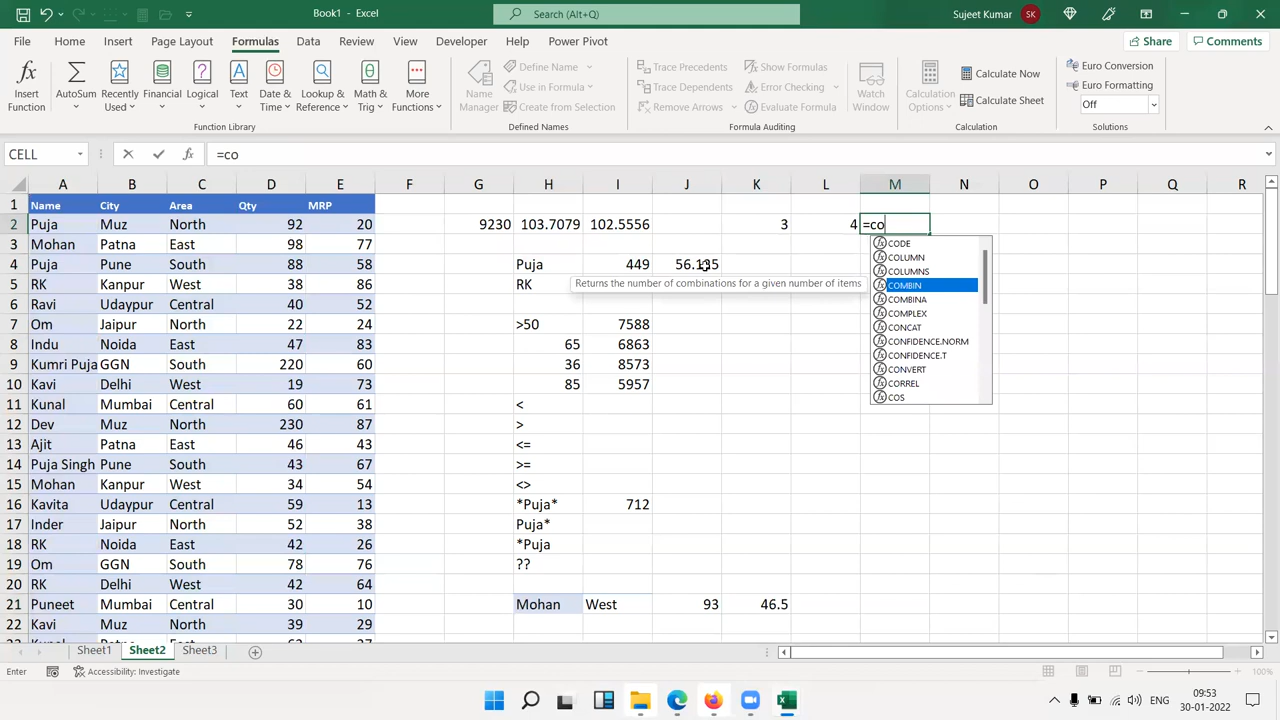 Book1 - Excel
Search (Alt+Q)
Sujeet Kumar SK
File Home Insert Page Layout Formulas Data Review View Developer Help Power Pivot
Share Comments
Insert Function
AutoSum
Recently Used
Financial
Logical
Text
Date & Time
Lookup & Reference
Math & Trig
More Functions
Function Library
Name Manager
Define Name
Use in Formula
Create from Selection
Defined Names
Trace Precedents
Trace Dependents
Remove Arrows
Show Formulas
Error Checking
Evaluate Formula
Formula Auditing
Watch Window
Calculation Options
Calculate Now
Calculate Sheet
Calculation
Euro Conversion
Euro Formatting
Off
Solutions
CELL fx =co
A B C D E F G H I J K L M N O P Q R
1 Name City Area Qty MRP
2 Puja Muz North 92 20 9230 103.7079 102.5556 3 4 =co
3 Mohan Patna East 98 77
4 Puja Pune South 88 58 Puja 449 56.135
5 RK Kanpur West 38 86 RK
6 Ravi Udaypur Central 40 52
7 Om Jaipur North 22 24 >50 7588
8 Indu Noida East 47 83 65 6863
9 Kumri Puja GGN South 220 60 36 8573
10 Kavi Delhi West 19 73 85 5957
11 Kunal Mumbai Central 60 61 <
12 Dev Muz North 230 87 >
13 Ajit Patna East 46 43 <=
14 Puja Singh Pune South 43 67 >=
15 Mohan Kanpur West 34 54 <>
16 Kavita Udaypur Central 59 13 *Puja* 712
17 Inder Jaipur North 52 38 Puja*
18 RK Noida East 42 26 *Puja
19 Om GGN South 78 76 ??
20 RK Delhi West 42 64
21 Puneet Mumbai Central 30 10 Mohan West 93 46.5
22 Kavi Muz North 39 29
CODE
COLUMN
COLUMNS
COMBIN
COMBINA
COMPLEX
CONCAT
CONFIDENCE.NORM
CONFIDENCE.T
CONVERT
CORREL
COS
Returns the number of combinations for a given number of items
Sheet1 Sheet2 Sheet3
Enter Accessibility: Investigate 100%
ENG
09:53
30-01-2022